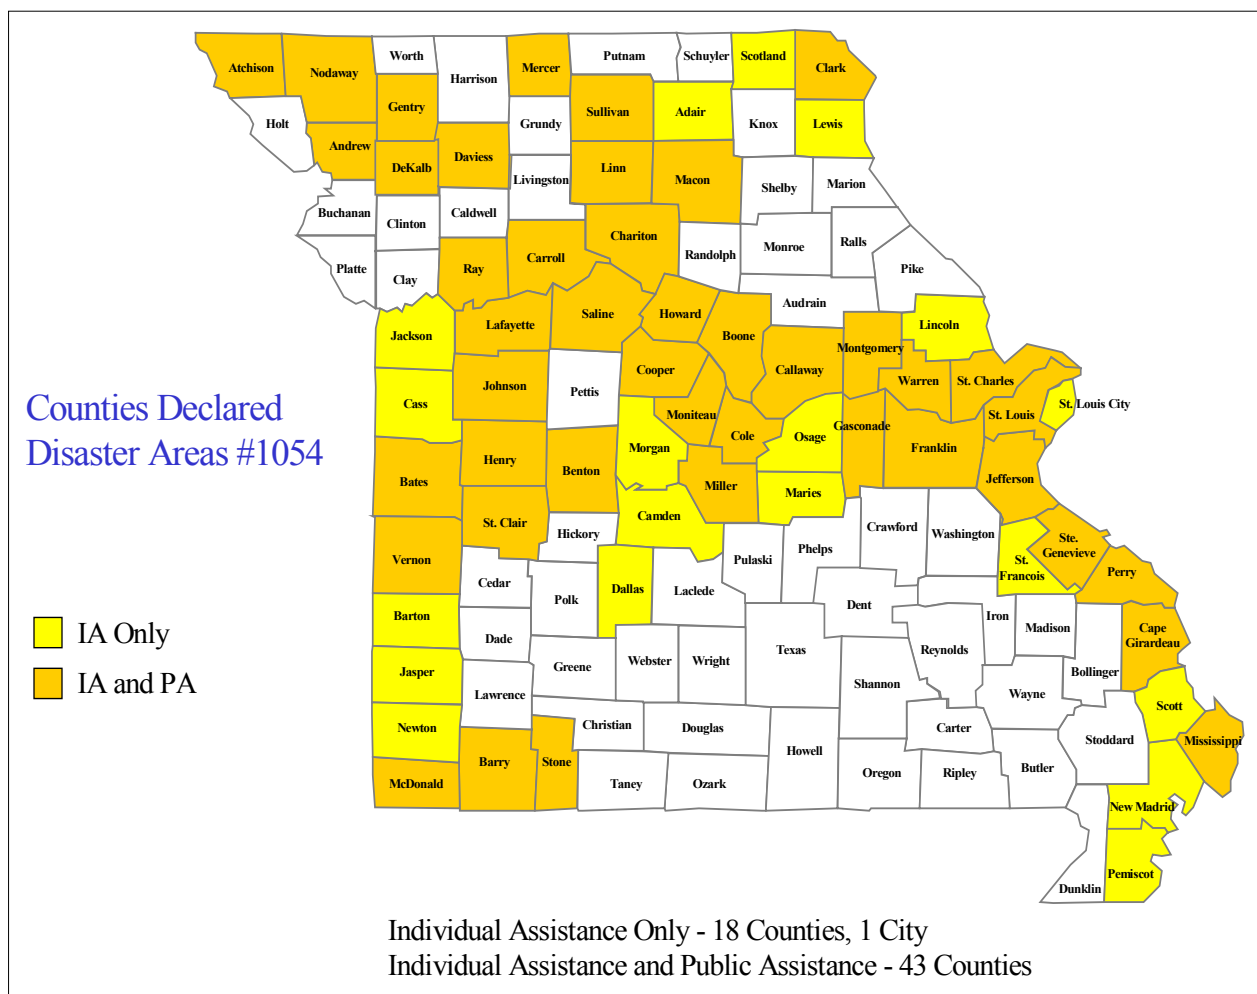 Worth
Putnam
Schuyler
Scotland
Atchison
Nodaway
Harrison
Mercer
Clark
Gentry
Sullivan
Adair
Holt
Grundy
Knox
Lewis
Andrew
DeKalb
Daviess
Linn
Macon
Livingston
Shelby
Marion
Buchanan
Clinton
Caldwell
Chariton
Randolph
Monroe
Ralls
Platte
Clay
Ray
Carroll
Pike
Audrain
Jackson
Lafayette
Saline
Howard
Boone
Lincoln
Montgomery
Cooper
Callaway
Warren
St. Charles
Cass
Johnson
Pettis
Counties Declared
Disaster Areas #1054
Moniteau
Cole
Osage
Gasconade
St. Louis
St. Louis City
Morgan
Franklin
Henry
Benton
Bates
Miller
Maries
Jefferson
St. Clair
Camden
Hickory
Crawford
Washington
Vernon
Pulaski
Phelps
Ste.
Genevieve
St.
Francois
Perry
Cedar
Polk
Dallas
Laclede
Dent
Barton
IA Only
Dade
Iron
Madison
Cape
Girardeau
Jasper
IA and PA
Greene
Webster
Wright
Texas
Reynolds
Bollinger
Lawrence
Shannon
Wayne
Scott
Newton
Christian
Douglas
Howell
Carter
Stoddard
Mississippi
McDonald
Barry
Stone
Taney
Ozark
Oregon
Ripley
Butler
New Madrid
Dunklin
Pemiscot
Individual Assistance Only - 18 Counties, 1 City
Individual Assistance and Public Assistance - 43 Counties